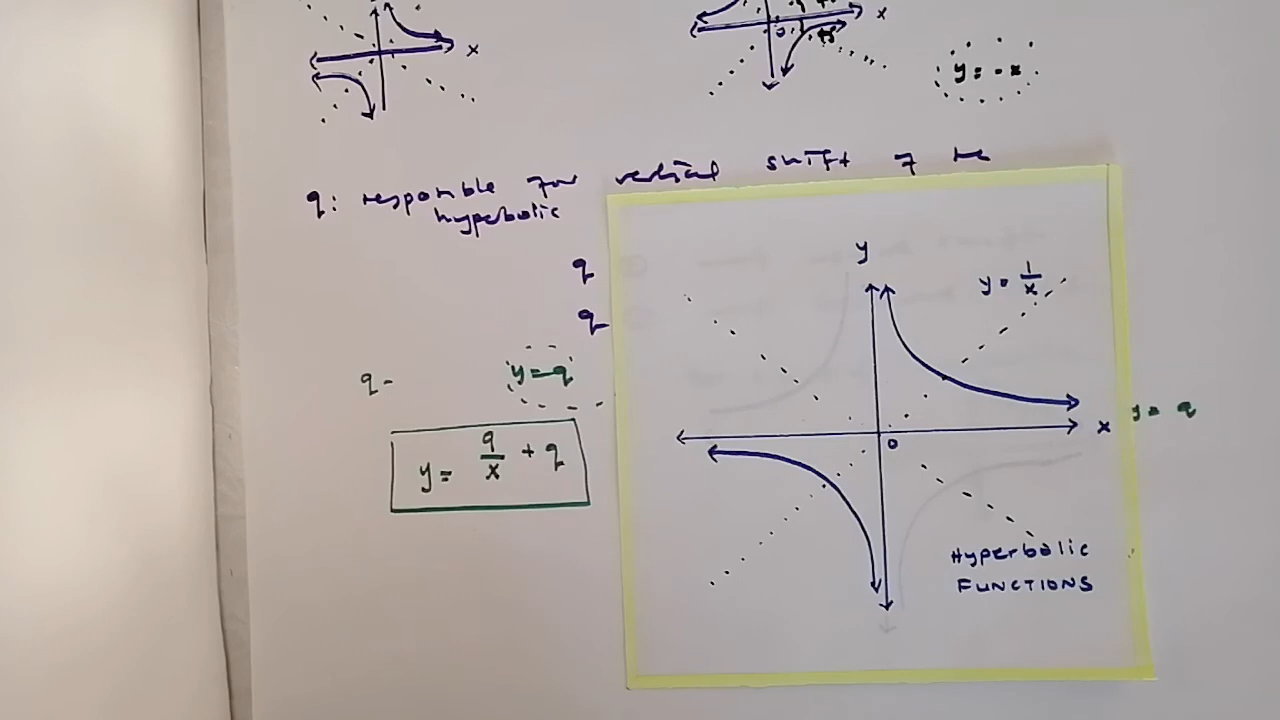 x
x
y = -x
q: responsible for vertical shift of the
hyperbolic
q
q
q-
y = q
y = q/x + q
y
y = 1/x
x
0
y = q
Hyperbolic
FUNCTIONS